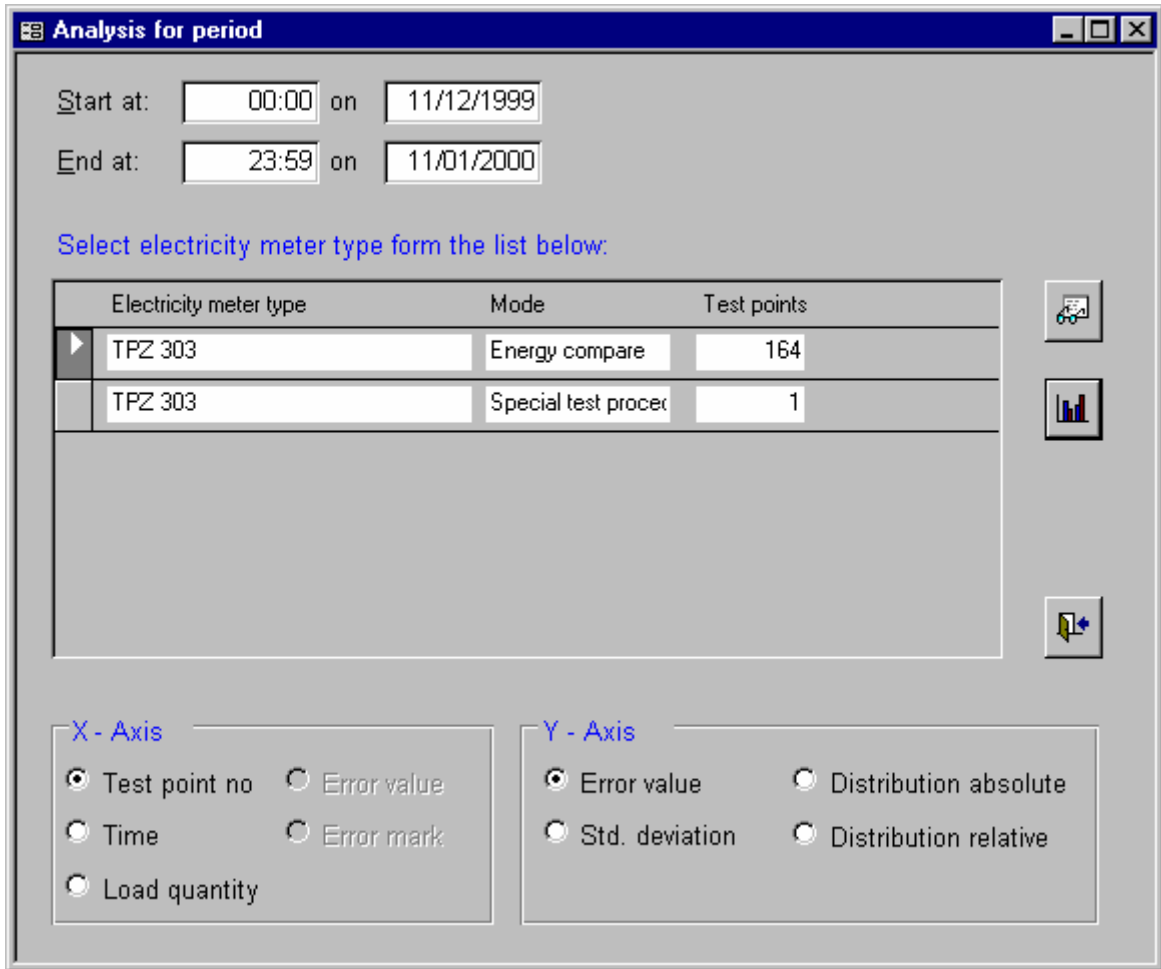 Analysis for period
Start at: 00:00 on 11/12/1999
End at: 23:59 on 11/01/2000
Select electricity meter type form the list below:
Electricity meter type Mode Test points
TPZ 303 Energy compare 164
TPZ 303 Special test proced 1
X - Axis Y - Axis
Test point no Error value Error value Distribution absolute
Time Error mark Std. deviation Distribution relative
Load quantity